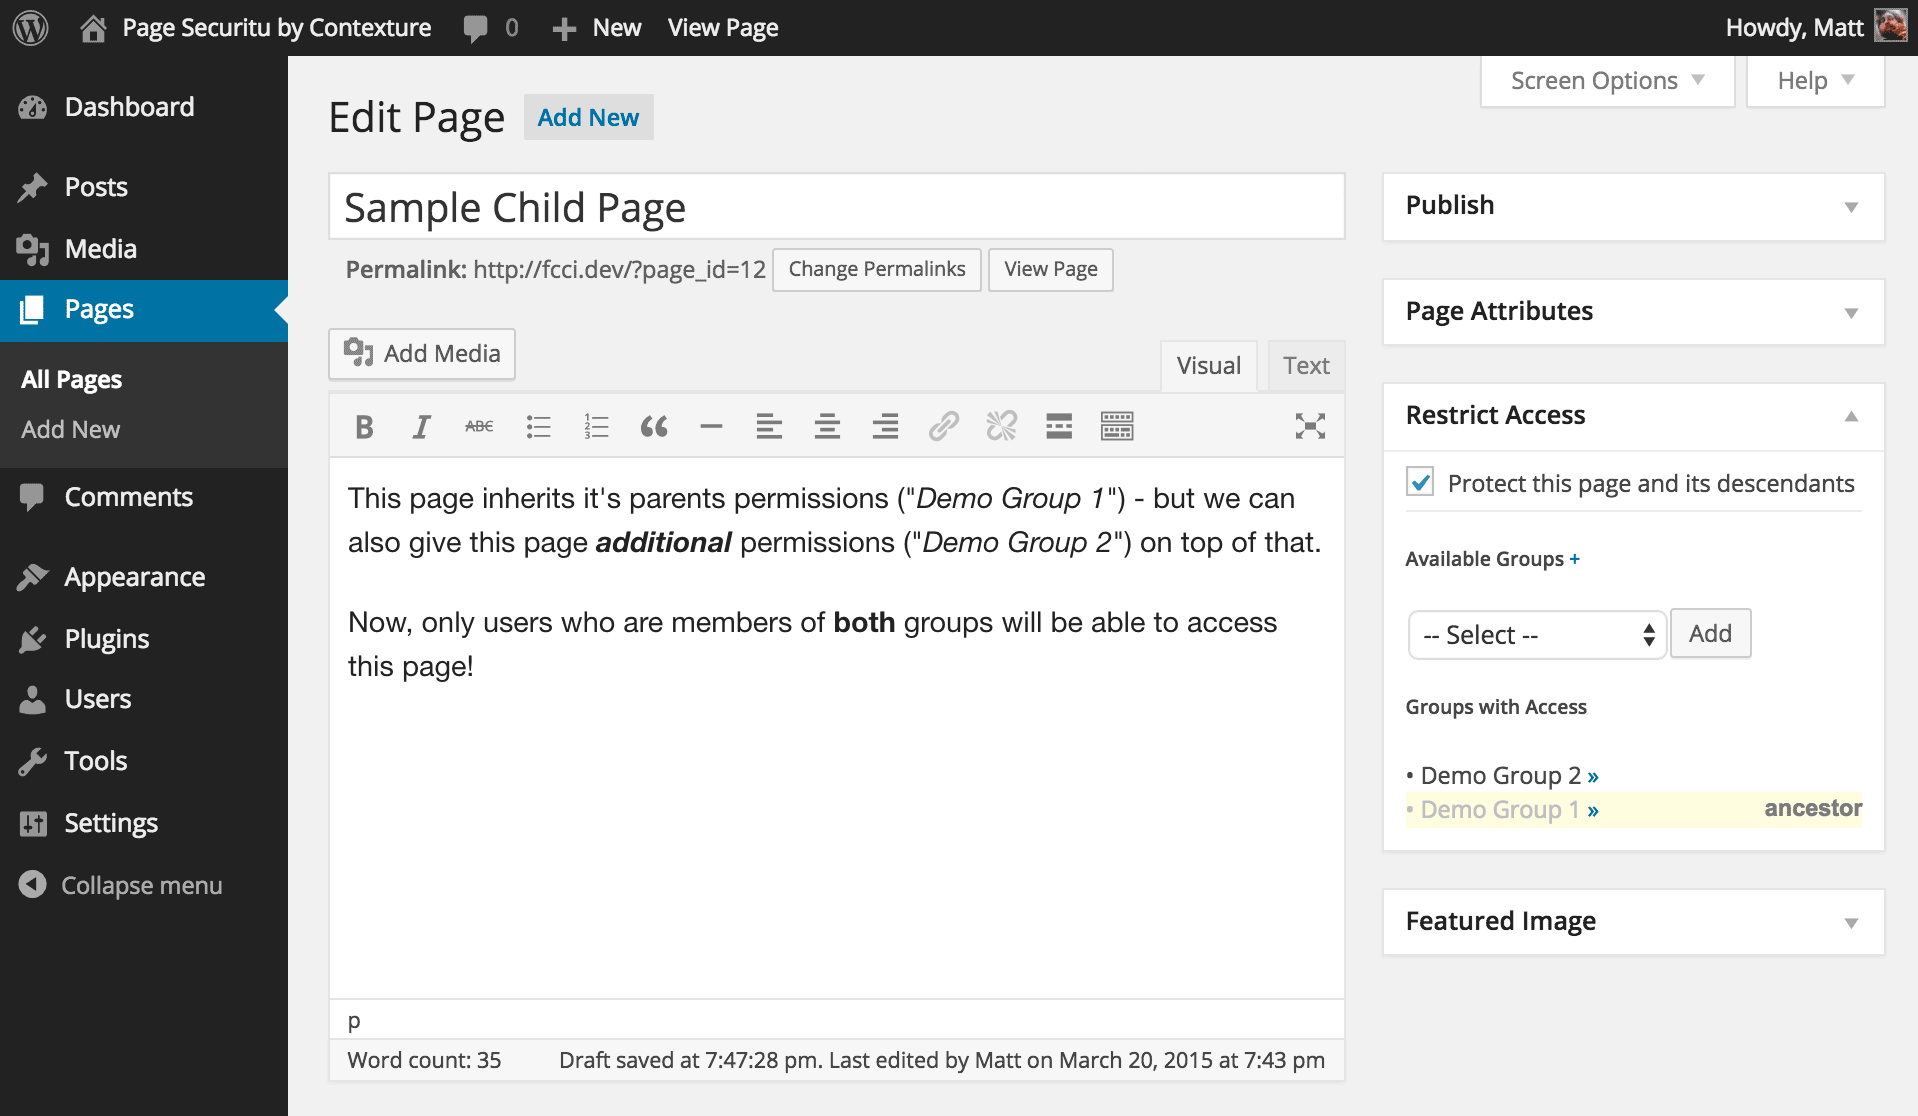 Page Securitu by Contexture 0 New View Page Howdy, Matt
Dashboard
Posts
Media
Pages
All Pages
Add New
Comments
Appearance
Plugins
Users
Tools
Settings
Collapse menu
Screen Options Help
Edit Page Add New
Sample Child Page
Permalink: http://fcci.dev/?page_id=12 Change Permalinks View Page
Add Media
Visual Text
B I ABC
This page inherits it's parents permissions ("Demo Group 1") - but we can
also give this page additional permissions ("Demo Group 2") on top of that.
Now, only users who are members of both groups will be able to access
this page!
p
Word count: 35 Draft saved at 7:47:28 pm. Last edited by Matt on March 20, 2015 at 7:43 pm
Publish
Page Attributes
Restrict Access
Protect this page and its descendants
Available Groups +
-- Select -- Add
Groups with Access
• Demo Group 2 »
• Demo Group 1 » ancestor
Featured Image